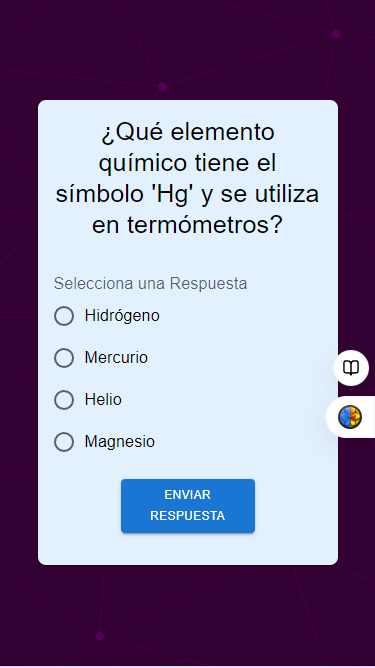 ¿Qué elemento
químico tiene el
símbolo 'Hg' y se utiliza
en termómetros?
Selecciona una Respuesta
Hidrógeno
Mercurio
Helio
Magnesio
ENVIAR
RESPUESTA